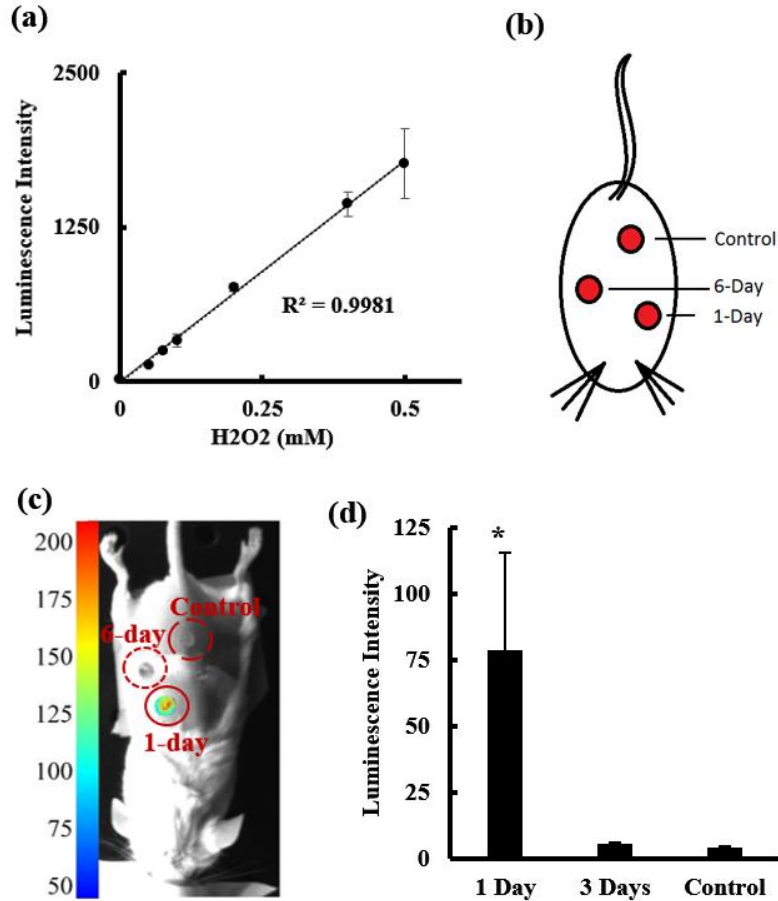 (a)
2500
1250
0
Luminescence Intensity
R² = 0.9981
0
0.25
0.5
H2O2 (mM)
(b)
Control
6-Day
1-Day
(c)
200
175
150
125
100
75
50
Control
6-day
1-day
(d)
125
100
75
50
25
0
Luminescence Intensity
*
1 Day
3 Days
Control